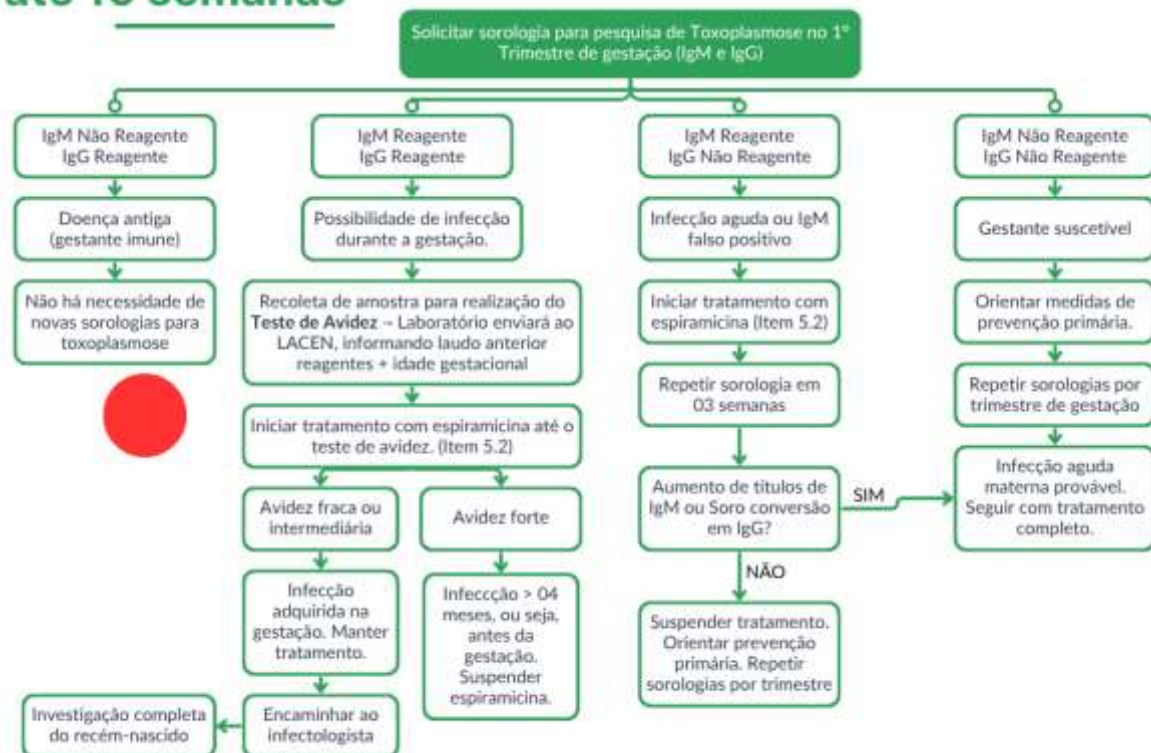 até 16 semanas
Solicitar sorologia para pesquisa de Toxoplasmose no 1º
Trimestre de gestação (IgM e IgG)
IgM Não Reagente
IgG Reagente
Doença antiga
(gestante imune)
Não há necessidade de
novas sorologias para
toxoplasmose
IgM Reagente
IgG Reagente
Possibilidade de infecção
durante a gestação.
Recoleta de amostra para realização do
Teste de Avidez – Laboratório enviará ao
LACEN, informando laudo anterior
reagentes + idade gestacional
Iniciar tratamento com espiramicina até o
teste de avidez. (Item 5.2)
Avidez fraca ou
intermediária
Infecção
adquirida na
gestação. Manter
tratamento.
Encaminhar ao
infectologista
Investigação completa
do recém-nascido
Avidez forte
Infeccção > 04
meses, ou seja,
antes da
gestação.
Suspender
espiramicina.
IgM Reagente
IgG Não Reagente
Infecção aguda ou IgM
falso positivo
Iniciar tratamento com
espiramicina (Item 5.2)
Repetir sorologia em
03 semanas
Aumento de títulos de
IgM ou Soro conversão
em IgG?
SIM
NÃO
Suspender tratamento.
Orientar prevenção
primária. Repetir
sorologias por trimestre
IgM Não Reagente
IgG Não Reagente
Gestante suscetível
Orientar medidas de
prevenção primária.
Repetir sorologias por
trimestre de gestação
Infecção aguda
materna provável.
Seguir com tratamento
completo.